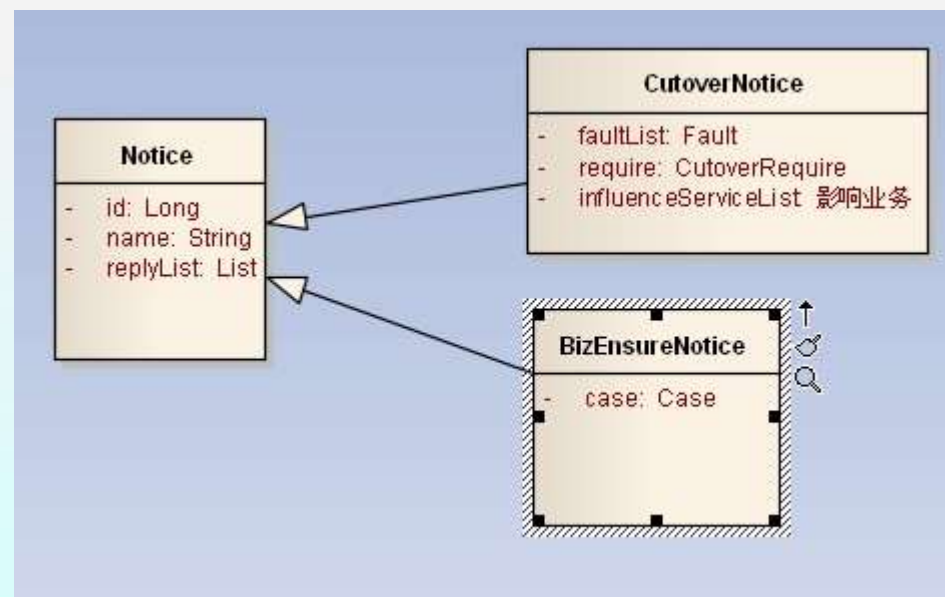 Notice
- id: Long
- name: String
- replyList: List
CutoverNotice
- faultList: Fault
- require: CutoverRequire
- influenceServiceList 影响业务
BizEnsureNotice
- case: Case